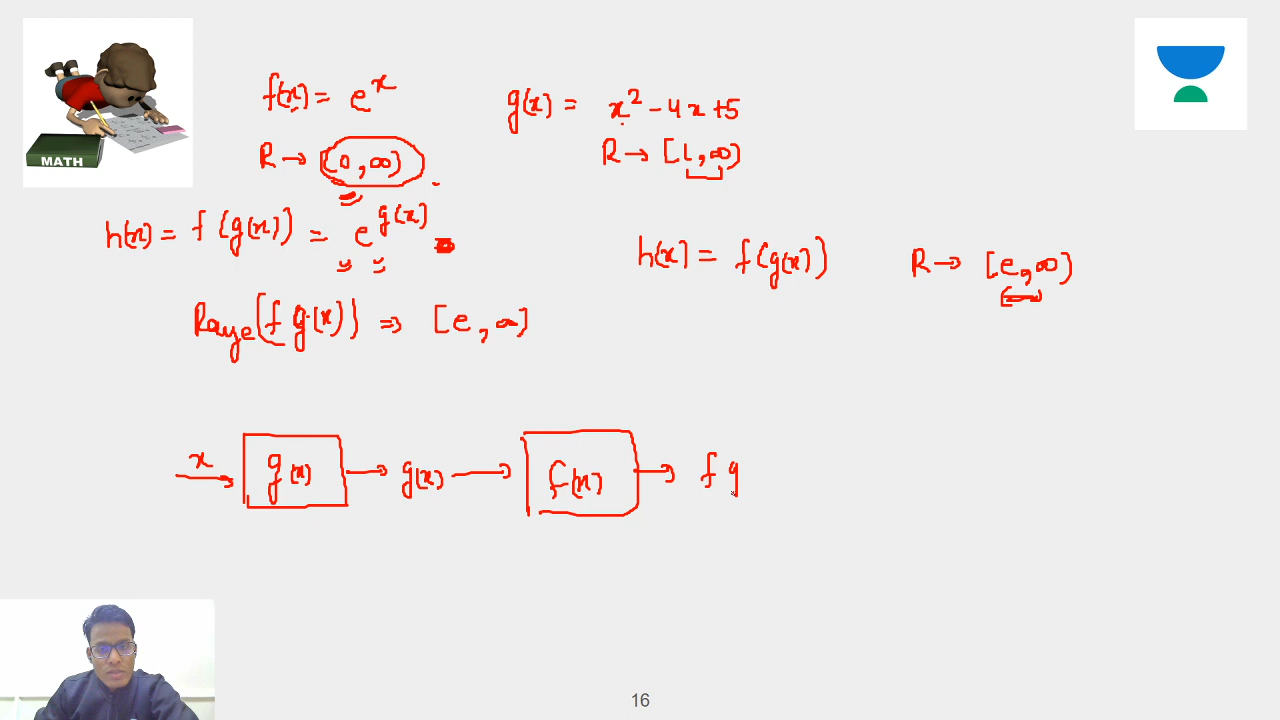 MATH
f(x) = e^x
g(x) = x² - 4x + 5
R → (0, ∞)
R → [1, ∞)
h(x) = f(g(x)) = e^g(x)
h(x) = f(g(x)) R → [e, ∞)
Range(f g(x)) ⇒ [e, ∞)
x → g(x) → g(x) → f(x) → f g
16